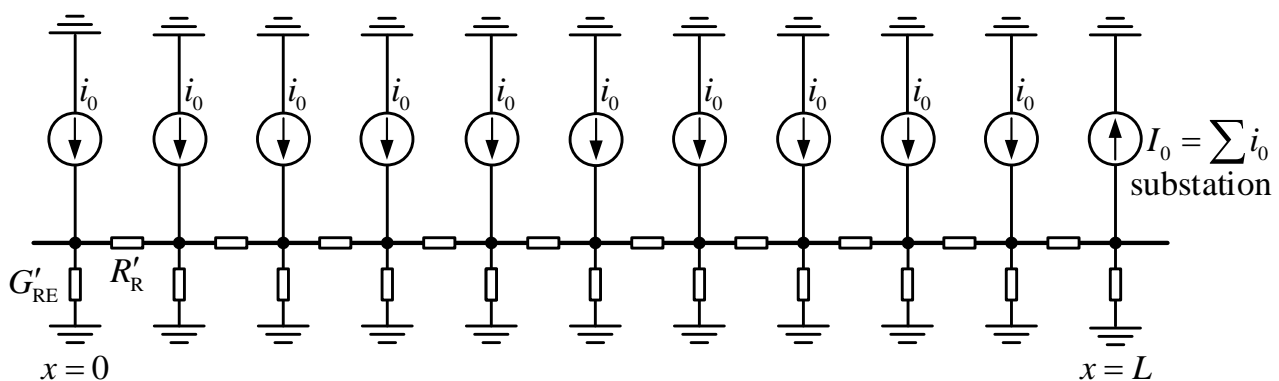 i₀ i₀ i₀ i₀ i₀ i₀ i₀ i₀ i₀ i₀
I₀ = ∑ i₀
substation
G′RE
R′R
x = 0
x = L